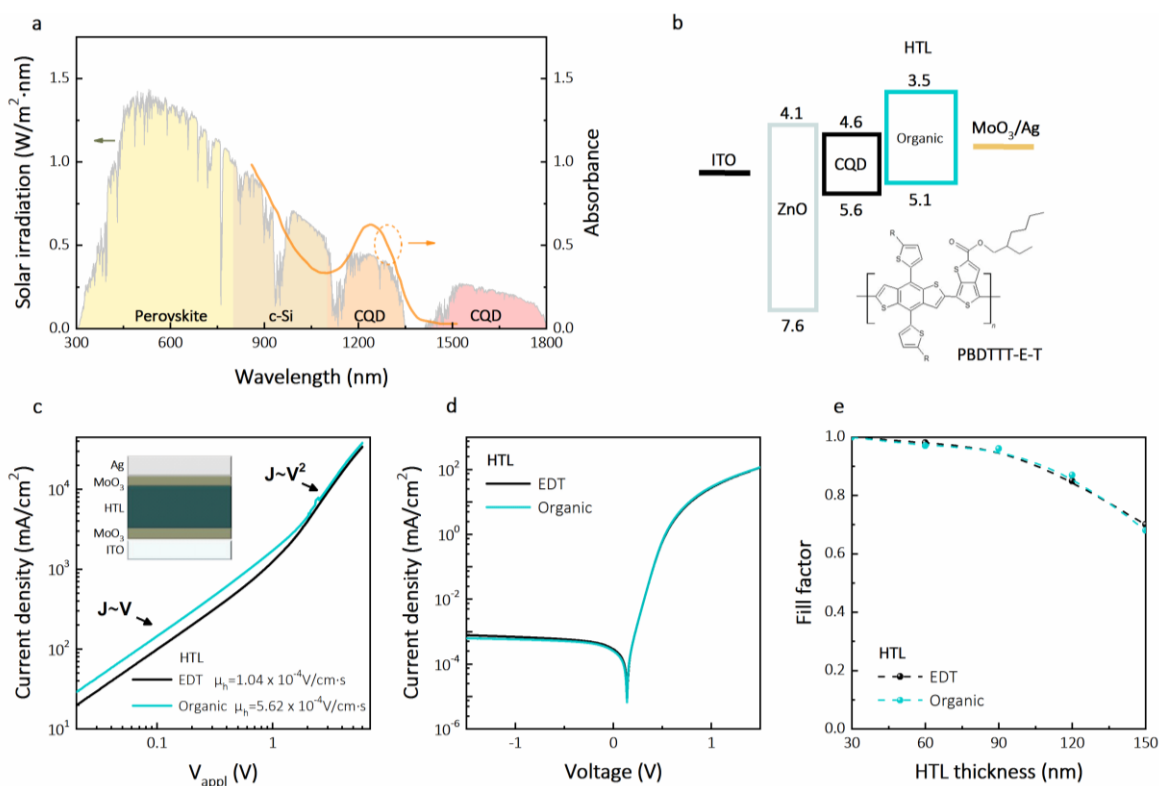 a
Solar irradiation (W/m²·nm)
1.5
1.0
0.5
0.0
Peroyskite
c-Si
CQD
CQD
1.5
1.0
0.5
0.0
Absorbance
300
600
900
1200
1500
1800
Wavelength (nm)
b
HTL
3.5
4.1
4.6
MoO₃/Ag
Organic
ITO
CQD
ZnO
5.1
5.6
7.6
R
S
S
O
O
S
S
S
S
S
R
n
PBDTTT-E-T
c
Current density (mA/cm²)
10⁴
10³
10²
10¹
Ag
MoO₃
HTL
MoO₃
ITO
J~V²
J~V
HTL
EDT μₕ=1.04 x 10⁻⁴V/cm·s
Organic μₕ=5.62 x 10⁻⁴V/cm·s
0.1
1
Vₐₚₚₗ (V)
d
Current density (mA/cm²)
10²
10⁰
10⁻²
10⁻⁴
10⁻⁶
HTL
EDT
Organic
-1
0
1
Voltage (V)
e
Fill factor
1.0
0.8
0.6
0.4
0.2
0.0
HTL
EDT
Organic
30
60
90
120
150
HTL thickness (nm)